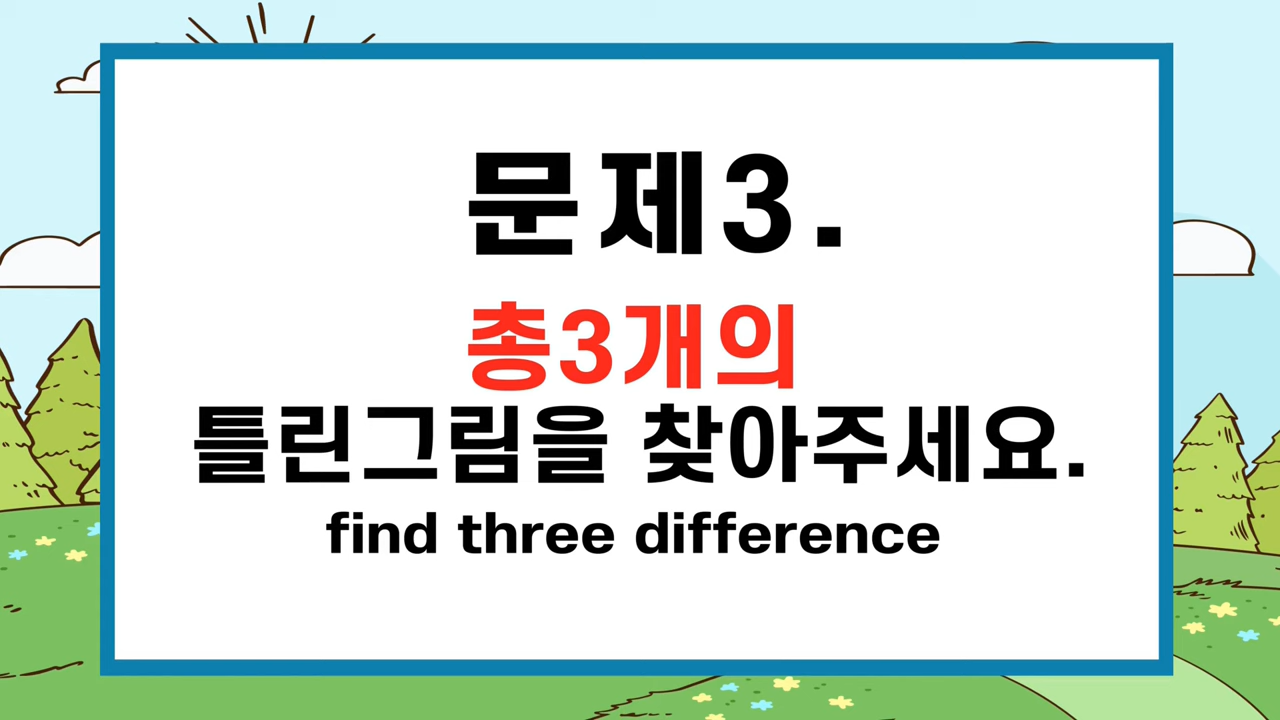 문제3.
총3개의
틀린그림을 찾아주세요.
find three difference